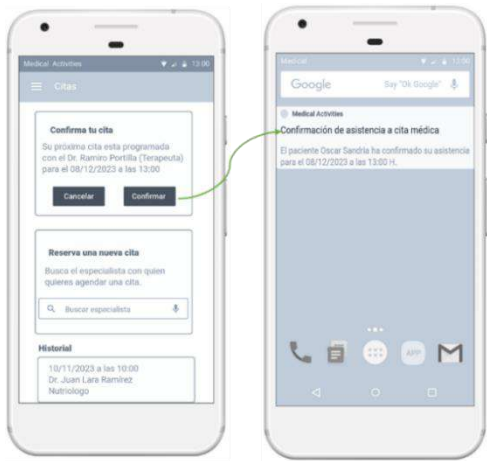 Medical Activities
13:00
Citas
Confirma tu cita
Su próxima cita esta programada
con el Dr. Ramiro Portilla (Terapeuta)
para el 08/12/2023 a las 13:00
Cancelar
Confirmar
Reserva una nueva cita
Busca el especialista con quien
quieres agendar una cita.
Buscar especialista
Historial
10/11/2023 a las 10:00
Dr. Juan Lara Ramírez
Nutriologo
Medical
13:00
Google
Say "Ok Google"
Medical Activities
Confirmación de asistencia a cita médica
El paciente Oscar Sandria ha confirmado su asistencia
para el 08/12/2023 a las 13:00 H.
APP